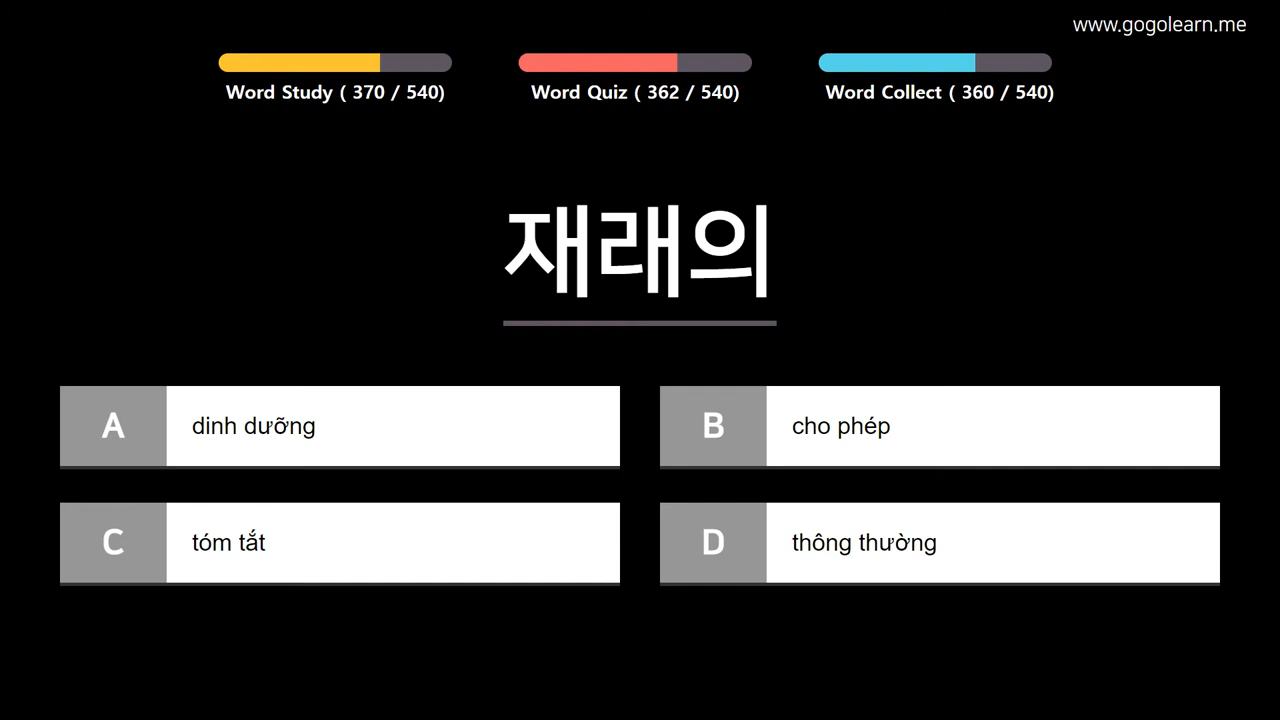 www.gogolearn.me
Word Study ( 370 / 540)
Word Quiz ( 362 / 540)
Word Collect ( 360 / 540)
재래의
A dinh dưỡng
B cho phép
C tóm tắt
D thông thường